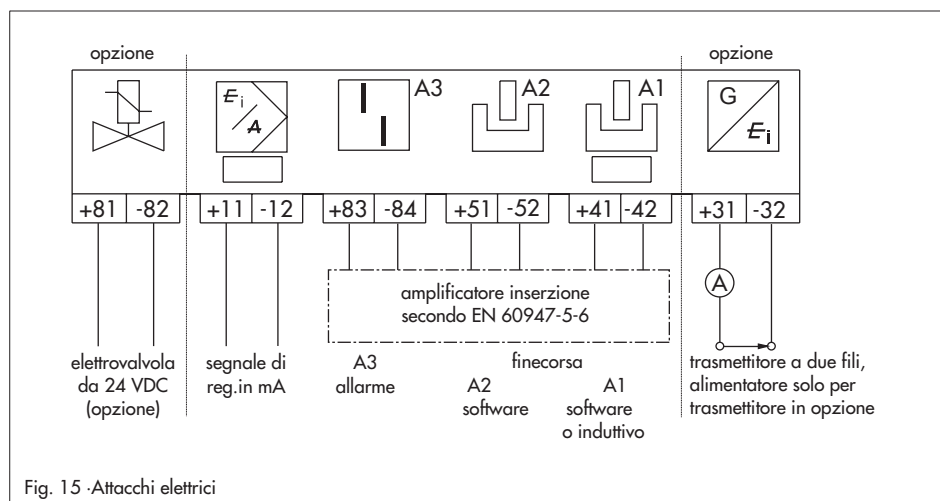 opzione
opzione
E i / A
A3
A2
A1
G
E i
+81 -82 +11 -12 +83 -84 +51 -52 +41 -42 +31 -32
A
amplificatore inserzione
secondo EN 60947-5-6
elettrovalvola
da 24 VDC
(opzione)
segnale di
reg.in mA
A3
allarme
finecorsa
A2
software
A1
software
o induttivo
trasmettitore a due fili,
alimentatore solo per
trasmettitore in opzione
Fig. 15 ·Attacchi elettrici